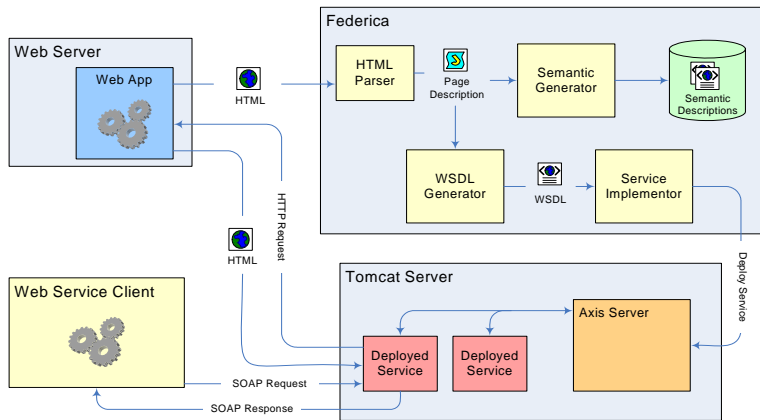 Federica
Web Server
Web App
HTML
HTML
Parser
Page
Description
Semantic
Generator
Semantic
Descriptions
WSDL
Generator
WSDL
Service
Implementor
HTML
HTTP Request
Deploy Service
Web Service Client
Tomcat Server
Axis Server
Deployed
Service
Deployed
Service
SOAP Request
SOAP Response